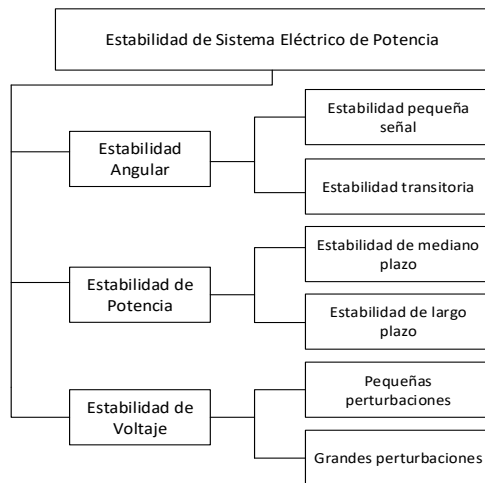 Estabilidad de Sistema Eléctrico de Potencia
Estabilidad
Angular
Estabilidad pequeña
señal
Estabilidad transitoria
Estabilidad de
Potencia
Estabilidad de mediano
plazo
Estabilidad de largo
plazo
Estabilidad de
Voltaje
Pequeñas
perturbaciones
Grandes perturbaciones